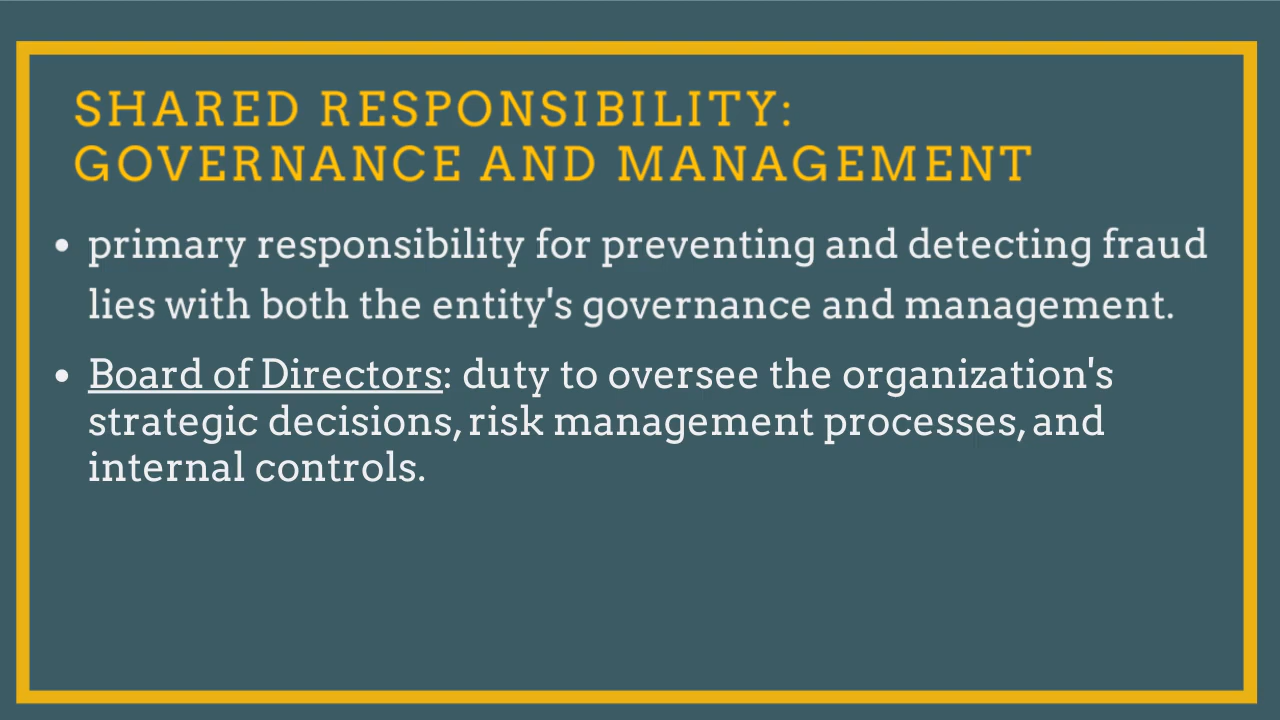 SHARED RESPONSIBILITY:
GOVERNANCE AND MANAGEMENT
• primary responsibility for preventing and detecting fraud
lies with both the entity's governance and management.
• Board of Directors: duty to oversee the organization's
strategic decisions, risk management processes, and
internal controls.